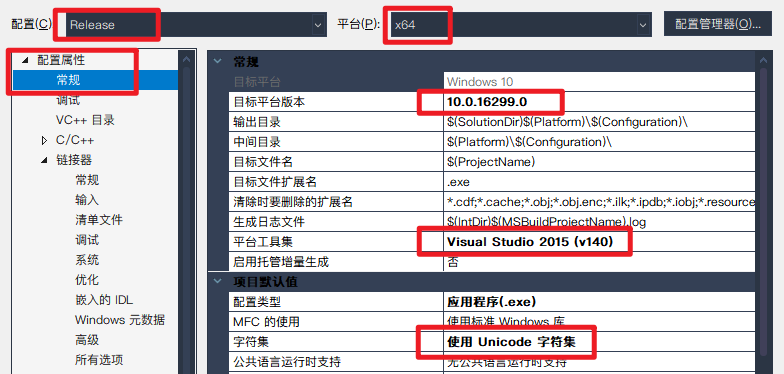 配置(C): Release 平台(P): x64 配置管理器(O)...
配置属性
常规
调试
VC++ 目录
C/C++
链接器
常规
输入
清单文件
调试
系统
优化
嵌入的 IDL
Windows 元数据
高级
所有选项
常规
目标平台 Windows 10
目标平台版本 10.0.16299.0
输出目录 $(SolutionDir)$(Platform)\$(Configuration)\
中间目录 $(Platform)\$(Configuration)\
目标文件名 $(ProjectName)
目标文件扩展名 .exe
清除时要删除的扩展名 *.cdf;*.cache;*.obj;*.obj.enc;*.ilk;*.ipdb;*.iobj;*.resource
生成日志文件 $(IntDir)$(MSBuildProjectName).log
平台工具集 Visual Studio 2015 (v140)
启用托管增量生成 否
项目默认值
配置类型 应用程序(.exe)
MFC 的使用 使用标准 Windows 库
字符集 使用 Unicode 字符集
公共语言运行时支持 无公共语言运行时支持